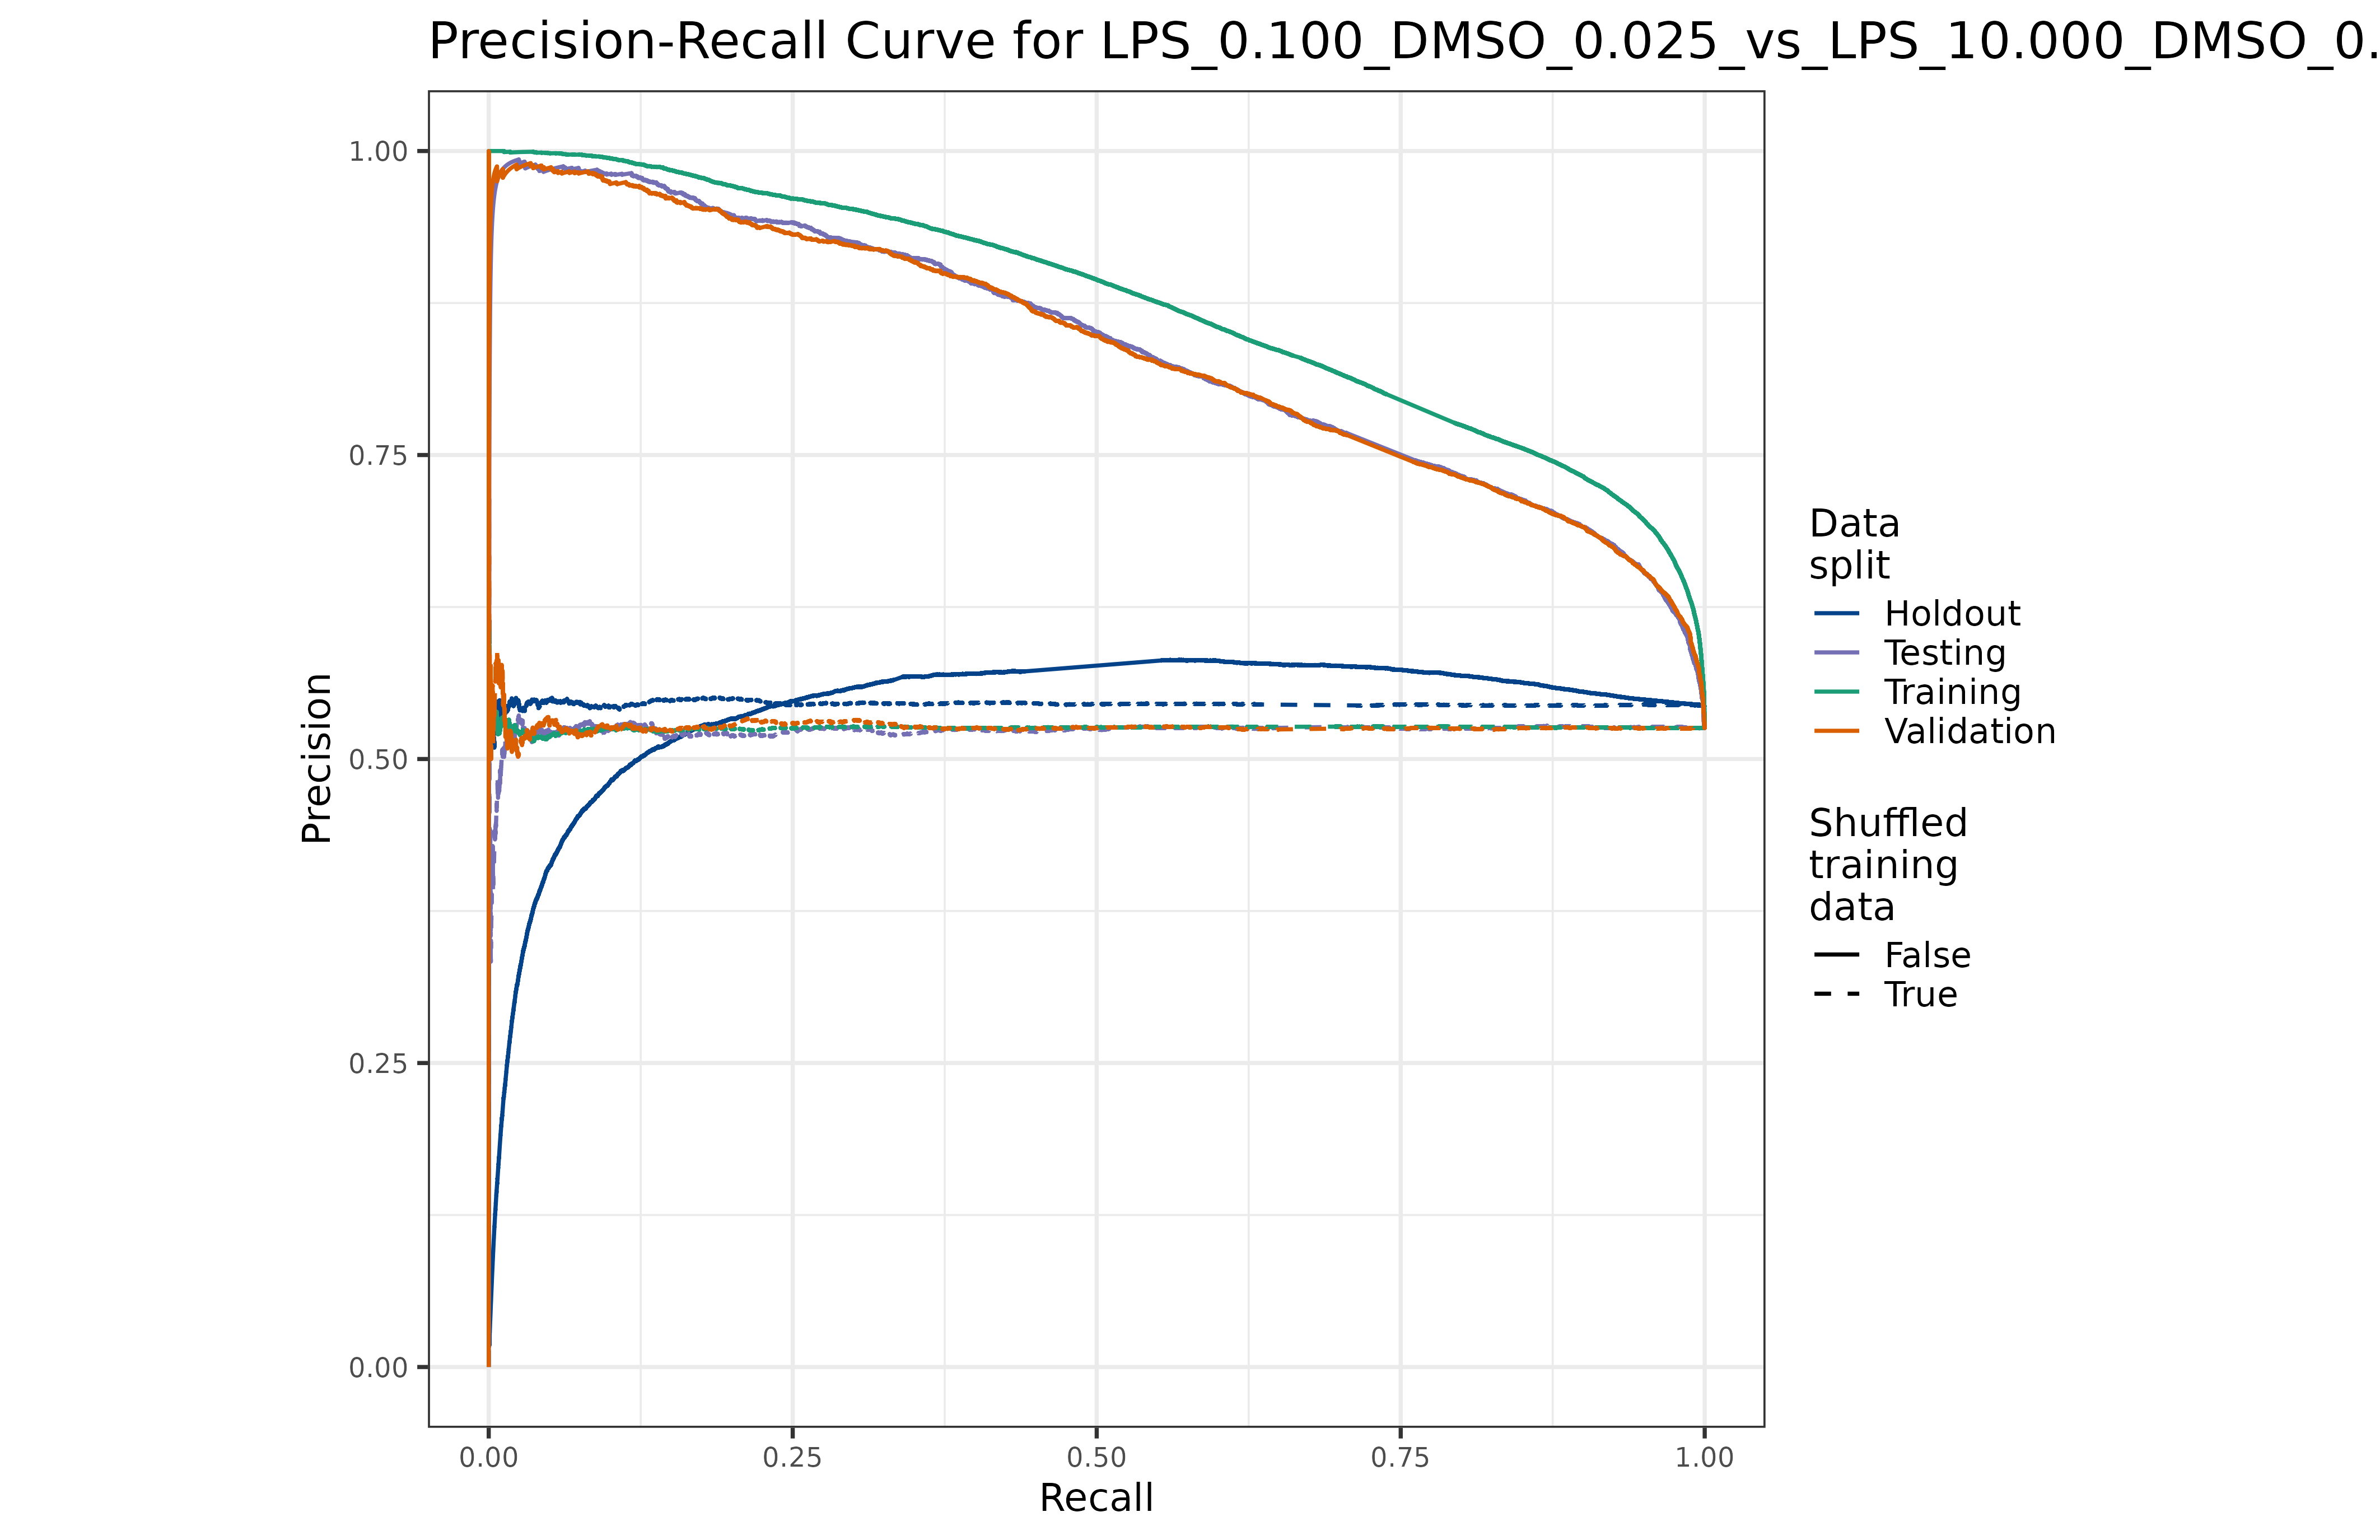 Precision-Recall Curve for LPS_0.100_DMSO_0.025_vs_LPS_10.000_DMSO_0.
1.00
0.75
0.50
0.25
0.00
Precision
0.00 0.25 0.50 0.75 1.00
Recall
Data
split
Holdout
Testing
Training
Validation
Shuffled
training
data
False
True